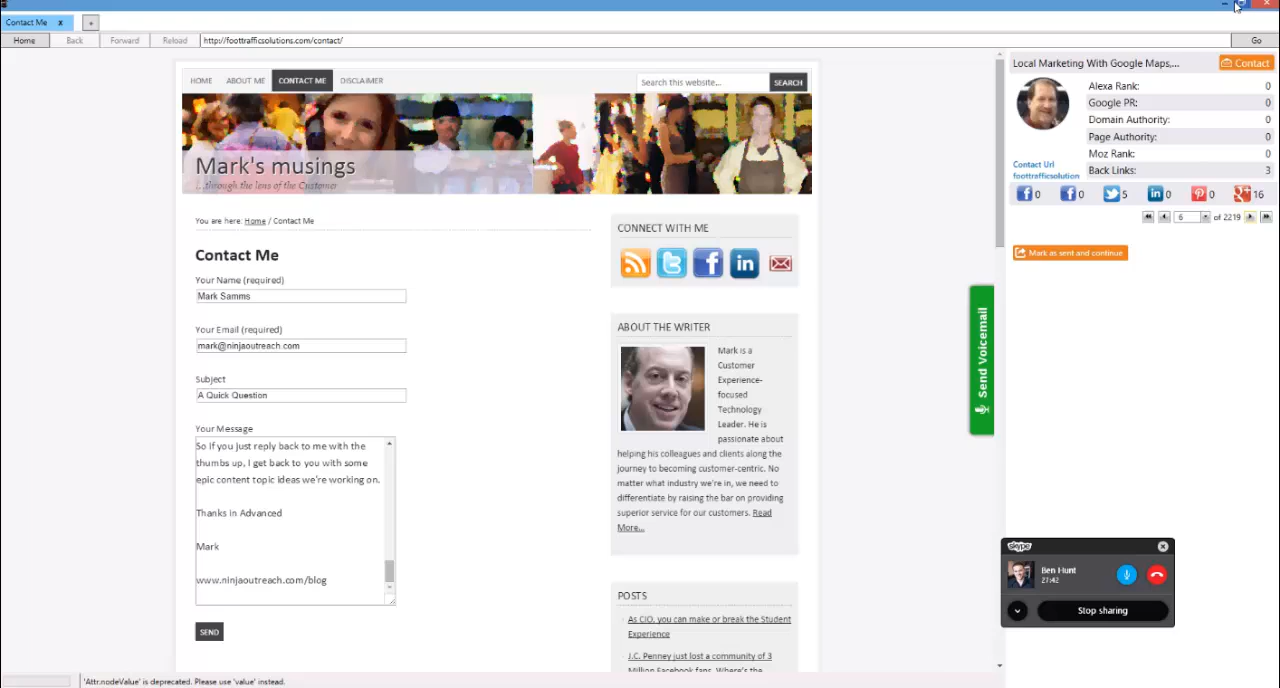 Contact Me x
+
Home Back Forward Reload http://foottrafficsolutions.com/contact/ Go
HOME ABOUT ME CONTACT ME DISCLAIMER Search this website... SEARCH
Mark's musings
...through the lens of the Customer
You are here: Home / Contact Me
Contact Me
Your Name (required)
Mark Samms
Your Email (required)
mark@ninjaoutreach.com
Subject
A Quick Question
Your Message
So if you just reply back to me with the
thumbs up, I get back to you with some
epic content topic ideas we're working on.
Thanks in Advanced
Mark
www.ninjaoutreach.com/blog
SEND
CONNECT WITH ME
ABOUT THE WRITER
Mark is a
Customer
Experience-
focused
Technology
Leader. He is
passionate about
helping his colleagues and clients along the
journey to becoming customer-centric. No
matter what industry we're in, we need to
differentiate by raising the bar on providing
superior service for our customers. Read
More...
POSTS
As CIO, you can make or break the Student
Experience
J.C. Penney just lost a community of 3
Million Facebook fans. Where's the
Send Voicemail
Local Marketing With Google Maps,... Contact
Alexa Rank: 0
Google PR: 0
Domain Authority: 0
Page Authority: 0
Moz Rank: 0
Back Links: 3
Contact Url
foottrafficsolution
0 0 5 0 0 16
6 of 2219
Mark as sent and continue
skype
Ben Hunt
27:42
Stop sharing
'Attr.nodeValue' is deprecated. Please use 'value' instead.